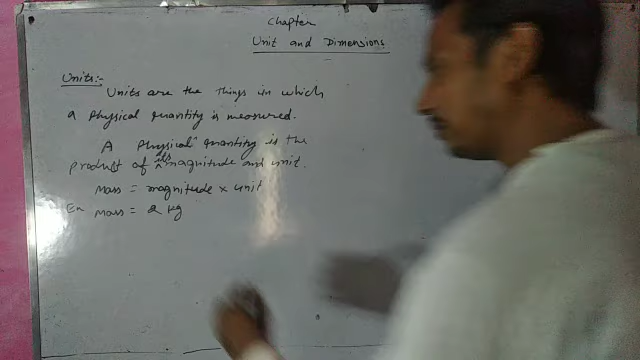 Chapter
Unit and Dimensions
Units:-
Units are the things in which
a physical quantity is measured.
A physical quantity is the
product of its magnitude and unit.
Mass = magnitude x unit
Ex Mass = 2 kg